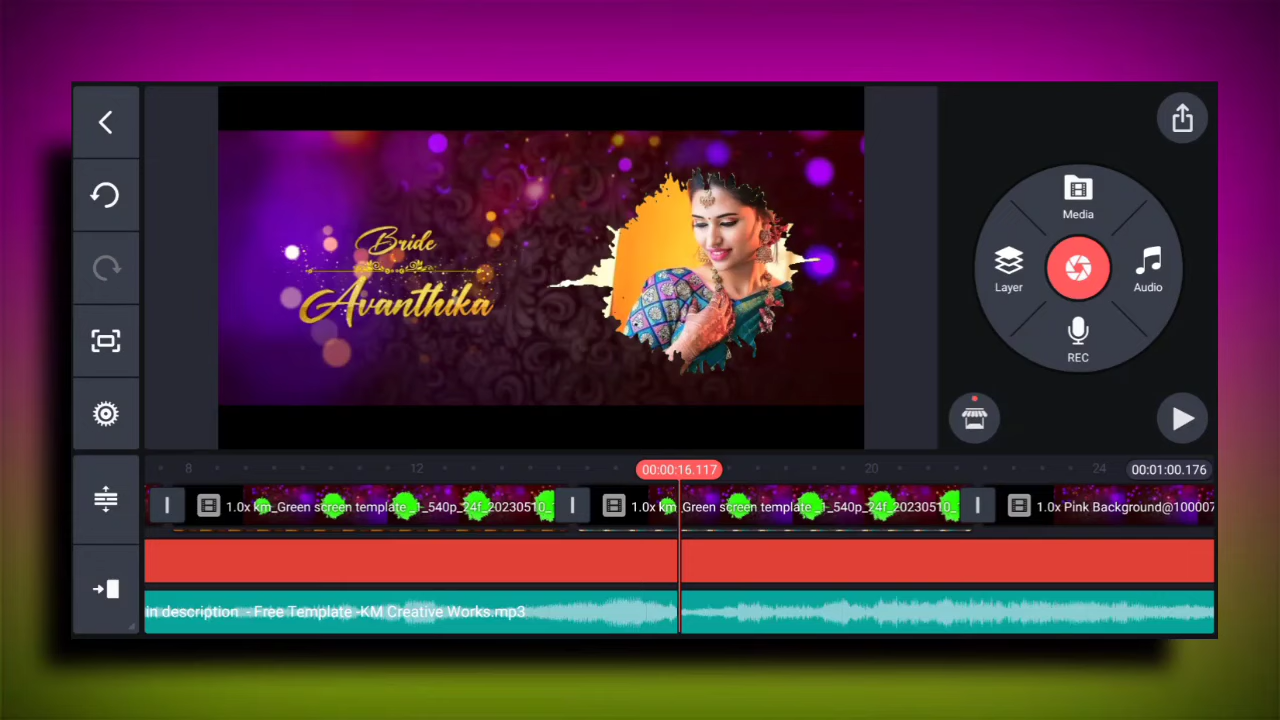 Bride
Avanthika
Media
Layer
Audio
REC
8
12
00:00:16.117
20
24
00:01:00.176
1.0x km_Green screen template_1_540p_24f_20230510_
1.0x km_Green screen template_1_540p_24f_20230510_
1.0x Pink Background@100007
in description - Free Template -KM Creative Works.mp3